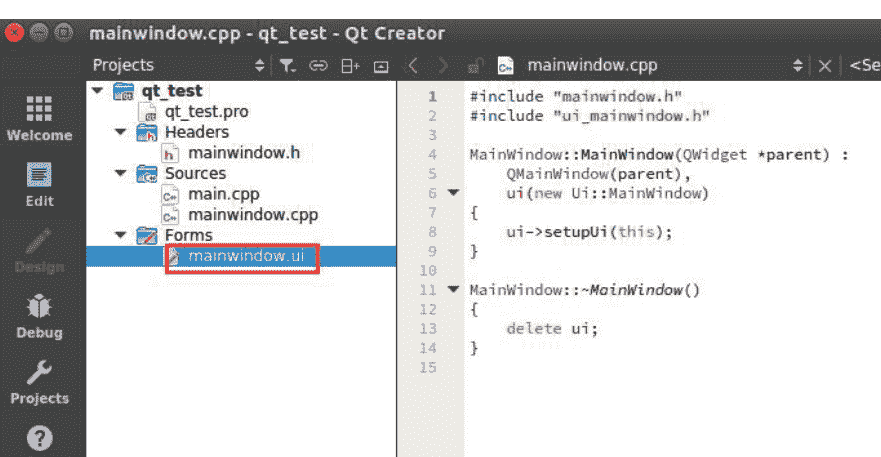 mainwindow.cpp - qt_test - Qt Creator
Projects
mainwindow.cpp
<Se
Welcome
Edit
Design
Debug
Projects
?
qt_test
qt_test.pro
Headers
h
mainwindow.h
Sources
C++
main.cpp
C++
mainwindow.cpp
Forms
mainwindow.ui
1 #include "mainwindow.h"
2 #include "ui_mainwindow.h"
3
4 MainWindow::MainWindow(QWidget *parent) :
5 QMainWindow(parent),
6 ui(new Ui::MainWindow)
7 {
8 ui->setupUi(this);
9 }
10
11 MainWindow::~MainWindow()
12 {
13 delete ui;
14 }
15